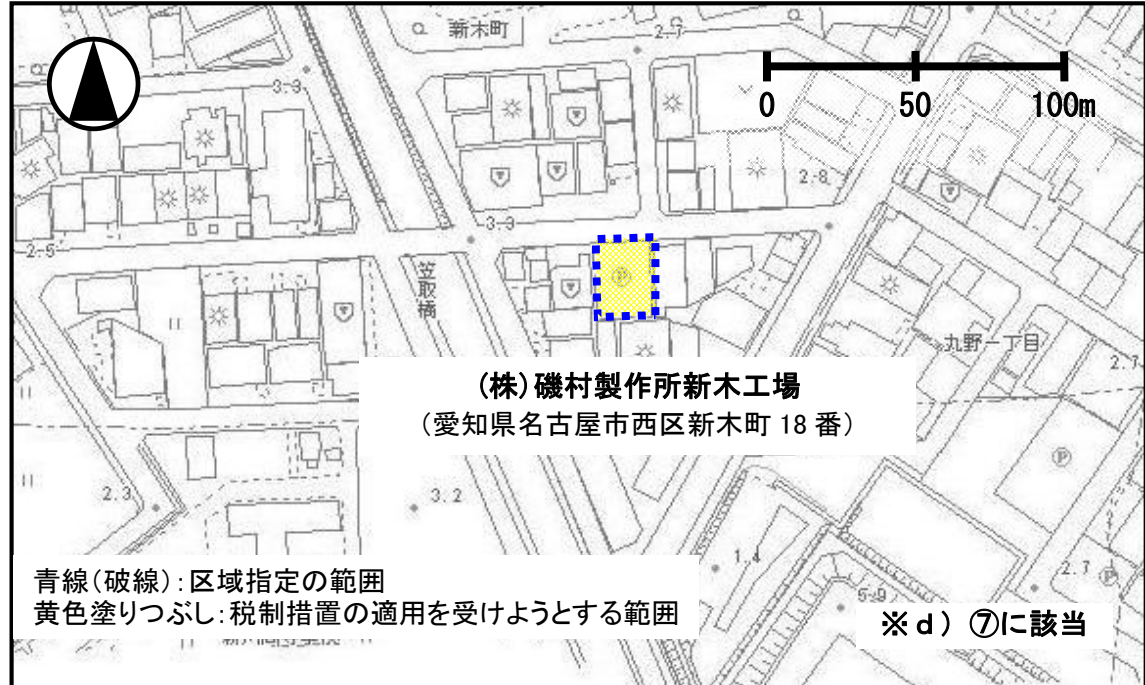 新木町
2.7
3.3
0 50 100m
2.8
3.3
2.5
Ⓟ
笠取橋
丸野一丁目
2.1
(株)磯村製作所新木工場
(愛知県名古屋市西区新木町 18 番)
Ⓟ
2.3
3.2
1.4
2.7
Ⓟ
5.9
青線(破線):区域指定の範囲
黄色塗りつぶし:税制措置の適用を受けようとする範囲
※ｄ) ⑦に該当